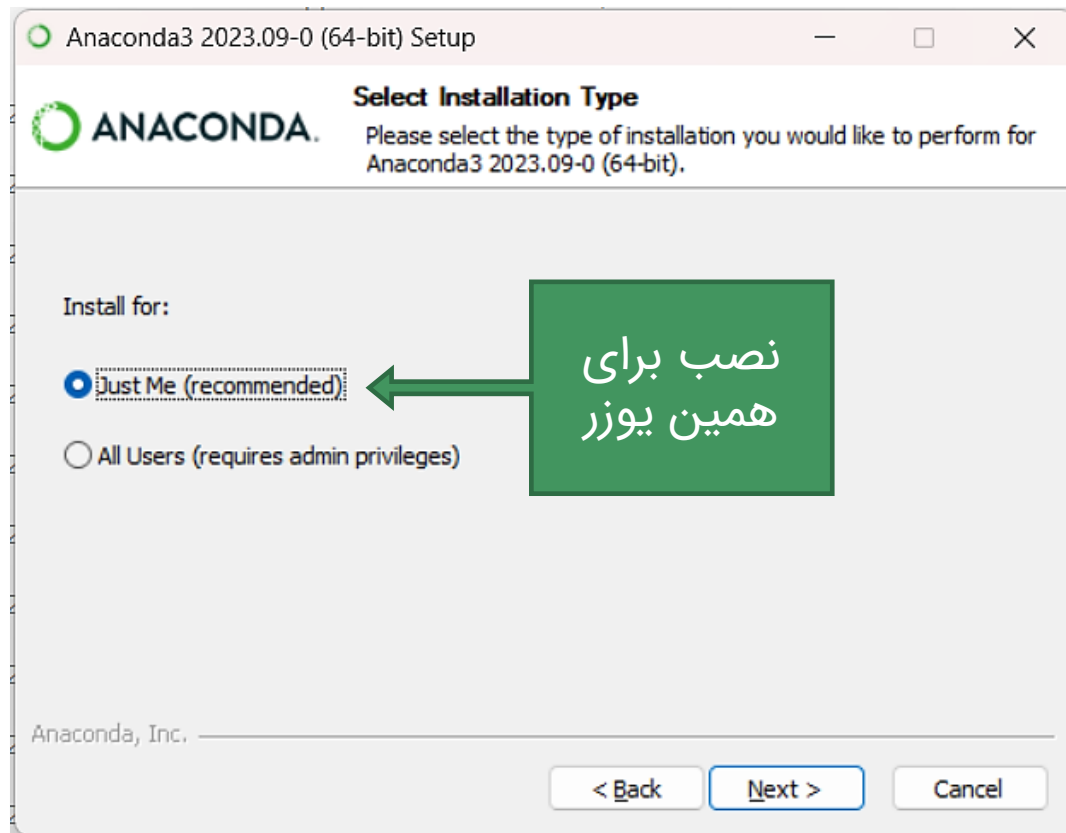 Anaconda3 2023.09-0 (64-bit) Setup
ANACONDA.
Select Installation Type
Please select the type of installation you would like to perform for
Anaconda3 2023.09-0 (64-bit).
Install for:
Just Me (recommended)
نصب برای
همین یوزر
All Users (requires admin privileges)
Anaconda, Inc.
< Back
Next >
Cancel